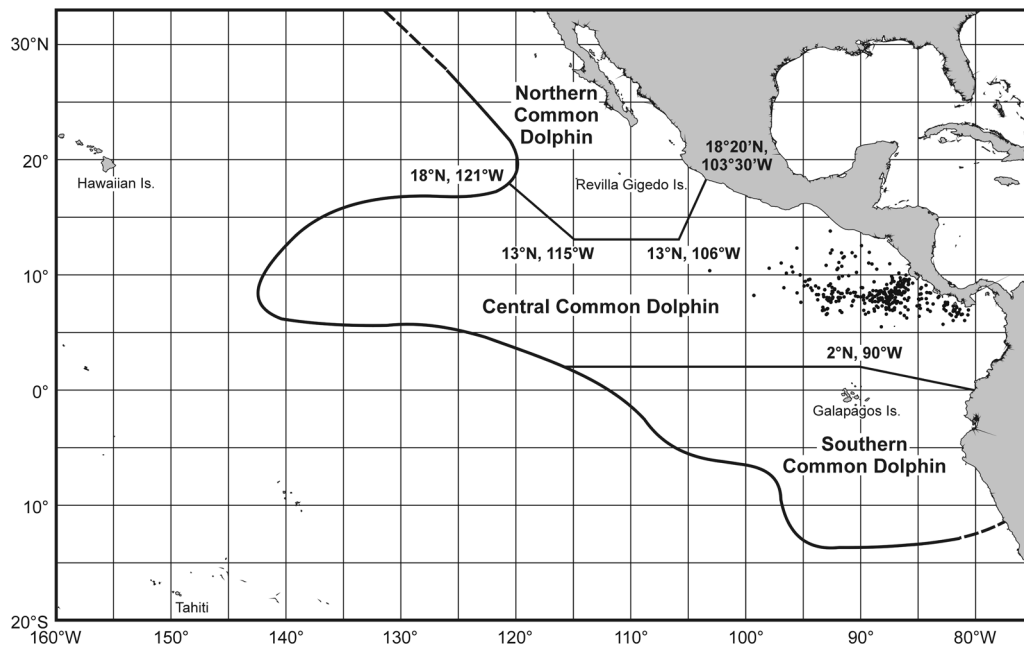 30°N
Northern
Common
Dolphin
20°
Hawaiian Is.
18°N, 121°W
Revilla Gigedo Is.
18°20'N,
103°30'W
13°N, 115°W
13°N, 106°W
10°
Central Common Dolphin
2°N, 90°W
0°
Galapagos Is.
Southern
Common Dolphin
10°
Tahiti
20°S
160°W
150°
140°
130°
120°
110°
100°
90°
80°W